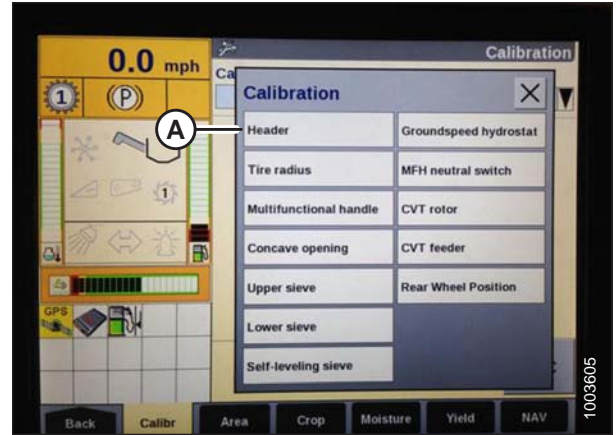 0.0 mph
Calibration
1
(P)
Ca
Calibration
A
Header
Groundspeed hydrostat
Tire radius
MFH neutral switch
Multifunctional handle
CVT rotor
Concave opening
CVT feeder
Upper sieve
Rear Wheel Position
Lower sieve
Self-leveling sieve
1
GPS
Back
Calibr
Area
Crop
Moisture
Yield
NAV
1003605